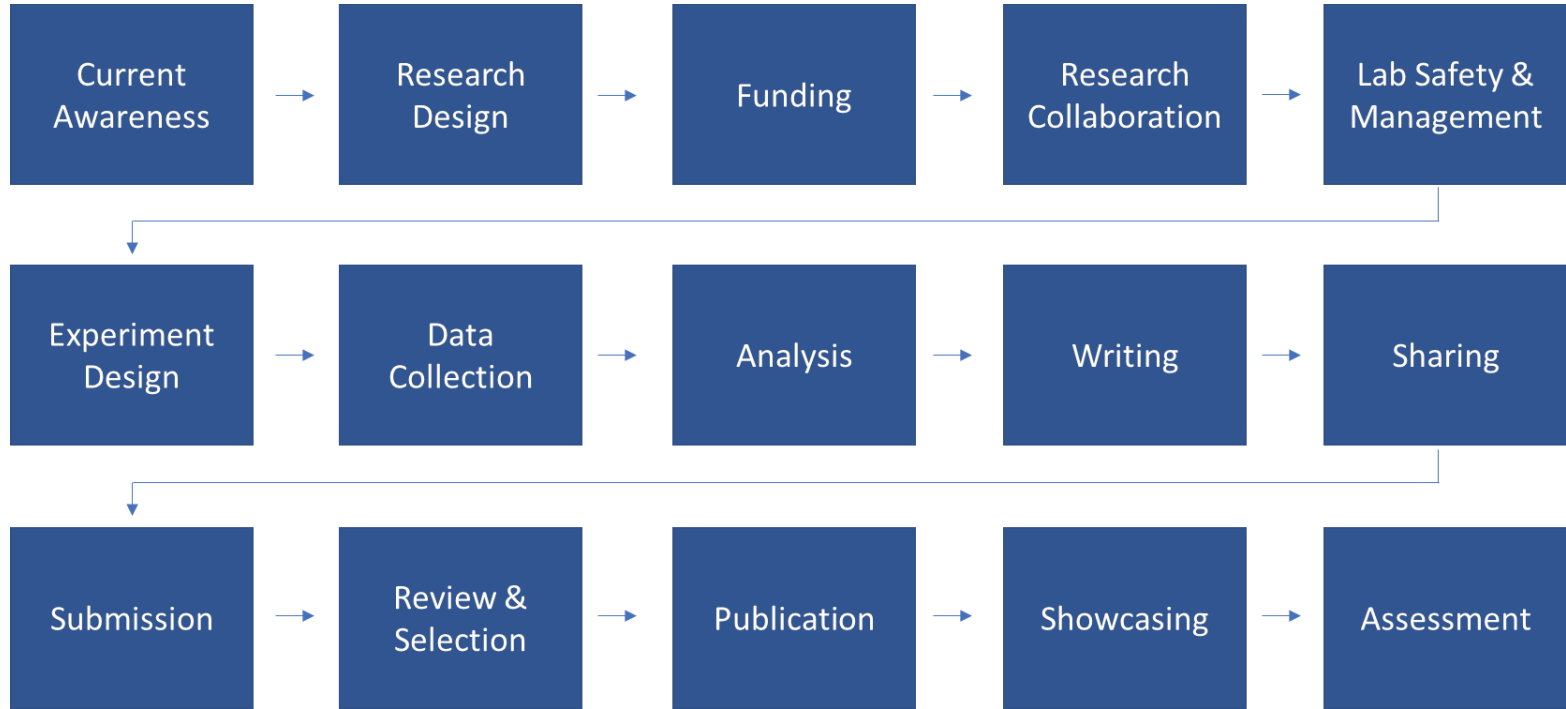 Current
Awareness
Research
Design
Funding
Research
Collaboration
Lab Safety &
Management
Experiment
Design
Data
Collection
Analysis
Writing
Sharing
Submission
Review &
Selection
Publication
Showcasing
Assessment